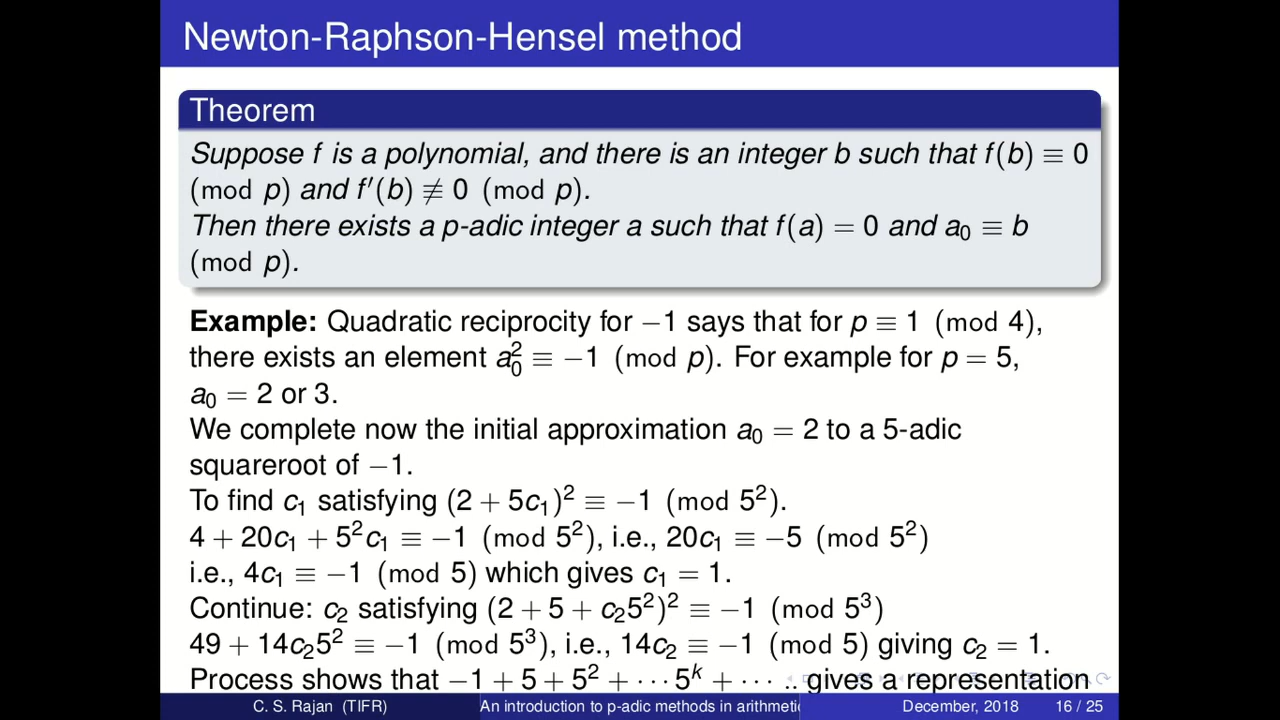 Newton-Raphson-Hensel method
Theorem
Suppose f is a polynomial, and there is an integer b such that f(b) ≡ 0
(mod p) and f′(b) ≢ 0 (mod p).
Then there exists a p-adic integer a such that f(a) = 0 and a₀ ≡ b
(mod p).
Example: Quadratic reciprocity for −1 says that for p ≡ 1 (mod 4),
there exists an element a₀² ≡ −1 (mod p). For example for p = 5,
a₀ = 2 or 3.
We complete now the initial approximation a₀ = 2 to a 5-adic
squareroot of −1.
To find c₁ satisfying (2 + 5c₁)² ≡ −1 (mod 5²).
4 + 20c₁ + 5²c₁ ≡ −1 (mod 5²), i.e., 20c₁ ≡ −5 (mod 5²)
i.e., 4c₁ ≡ −1 (mod 5) which gives c₁ = 1.
Continue: c₂ satisfying (2 + 5 + c₂5²)² ≡ −1 (mod 5³)
49 + 14c₂5² ≡ −1 (mod 5³), i.e., 14c₂ ≡ −1 (mod 5) giving c₂ = 1.
Process shows that −1 + 5 + 5² + ⋯ 5ᵏ + ⋯ .. gives a representation
C. S. Rajan (TIFR) An introduction to p-adic methods in arithmeti December, 2018 16 / 25